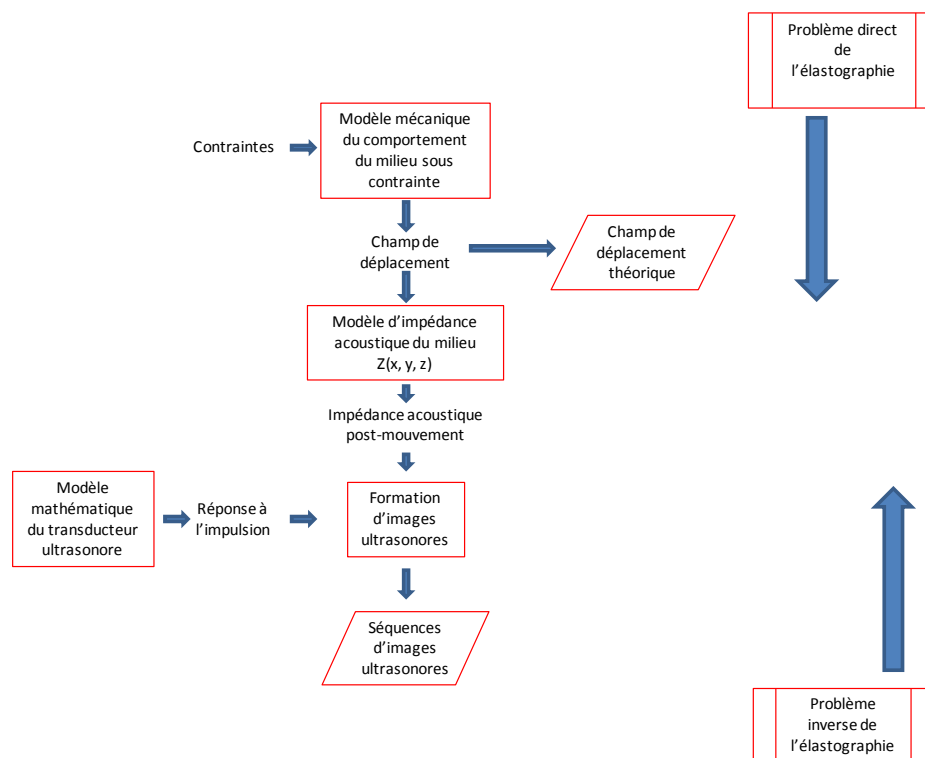 Problème direct
de
l'élastographie
Modèle mécanique
du comportement
du milieu sous
contrainte
Contraintes
Champ de
déplacement
Champ de
déplacement
théorique
Modèle d'impédance
acoustique du milieu
Z(x, y, z)
Impédance acoustique
post-mouvement
Modèle
mathématique
du transducteur
ultrasonore
Réponse à
l'impulsion
Formation
d'images
ultrasonores
Séquences
d'images
ultrasonores
Problème
inverse de
l'élastographie